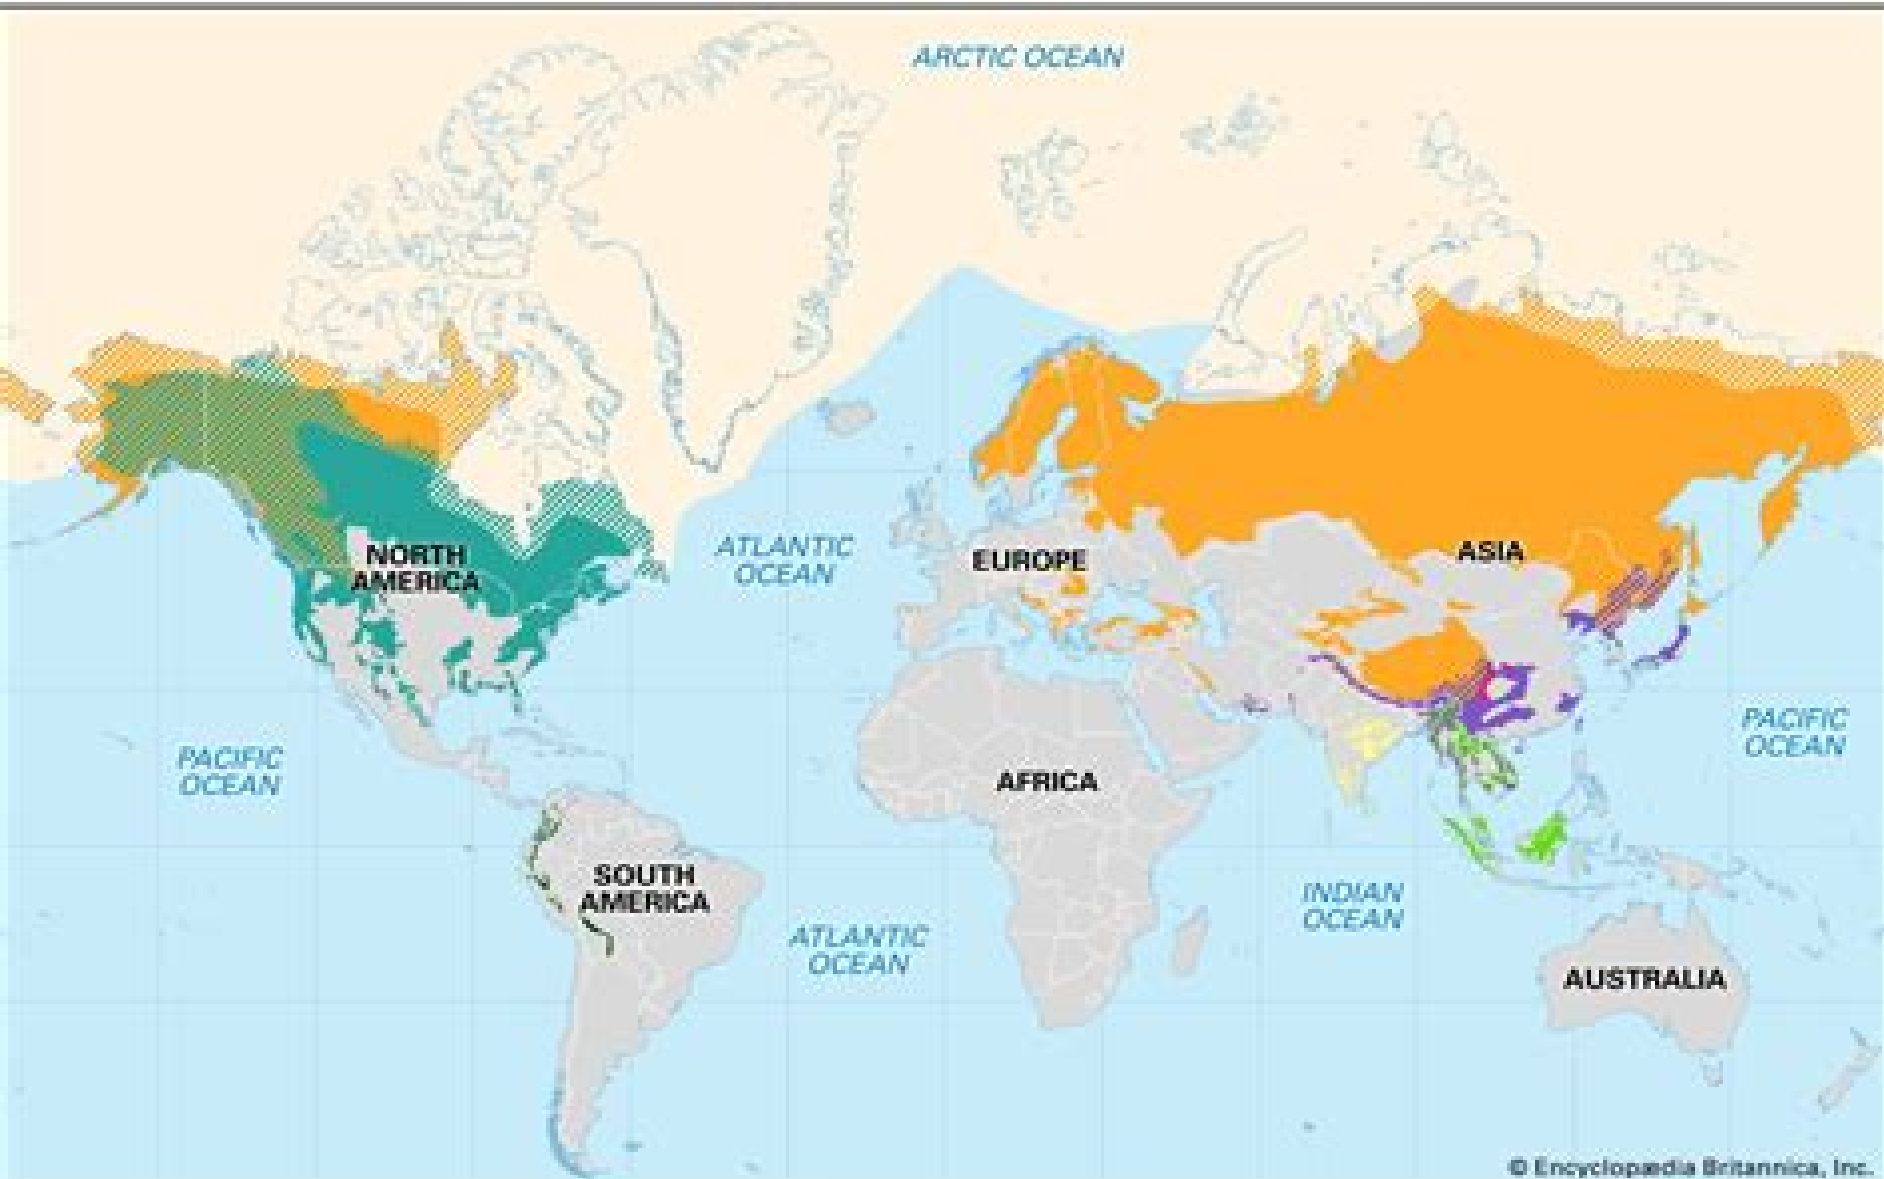 ARCTIC OCEAN
NORTH
AMERICA
ATLANTIC
OCEAN
EUROPE
ASIA
PACIFIC
OCEAN
AFRICA
PACIFIC
OCEAN
SOUTH
AMERICA
ATLANTIC
OCEAN
INDIAN
OCEAN
AUSTRALIA
© Encyclopædia Britannica, Inc.